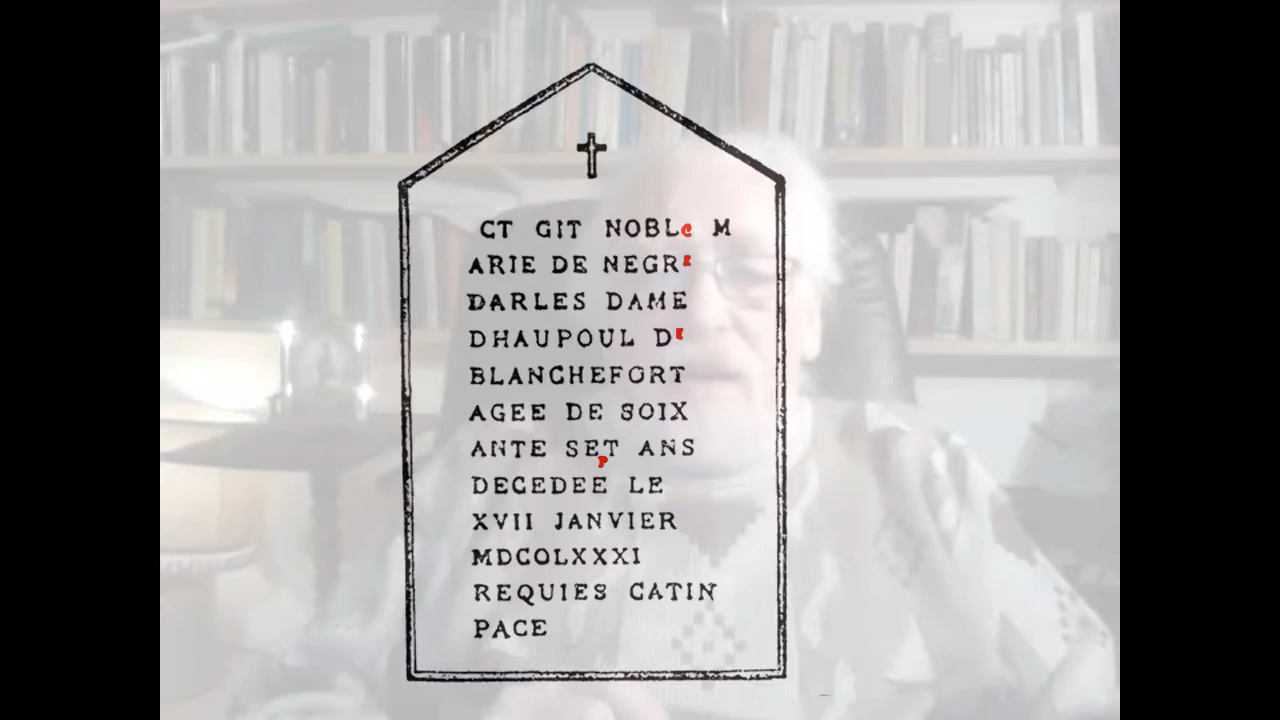 CT GIT NOBLe M
ARIE DE NEGRE
DARLES DAME
DHAUPOUL DE
BLANCHEFORT
AGEE DE SOIX
ANTE SEpT ANS
DECEDEE LE
XVII JANVIER
MDCOLXXXI
REQUIES CATIN
PACE